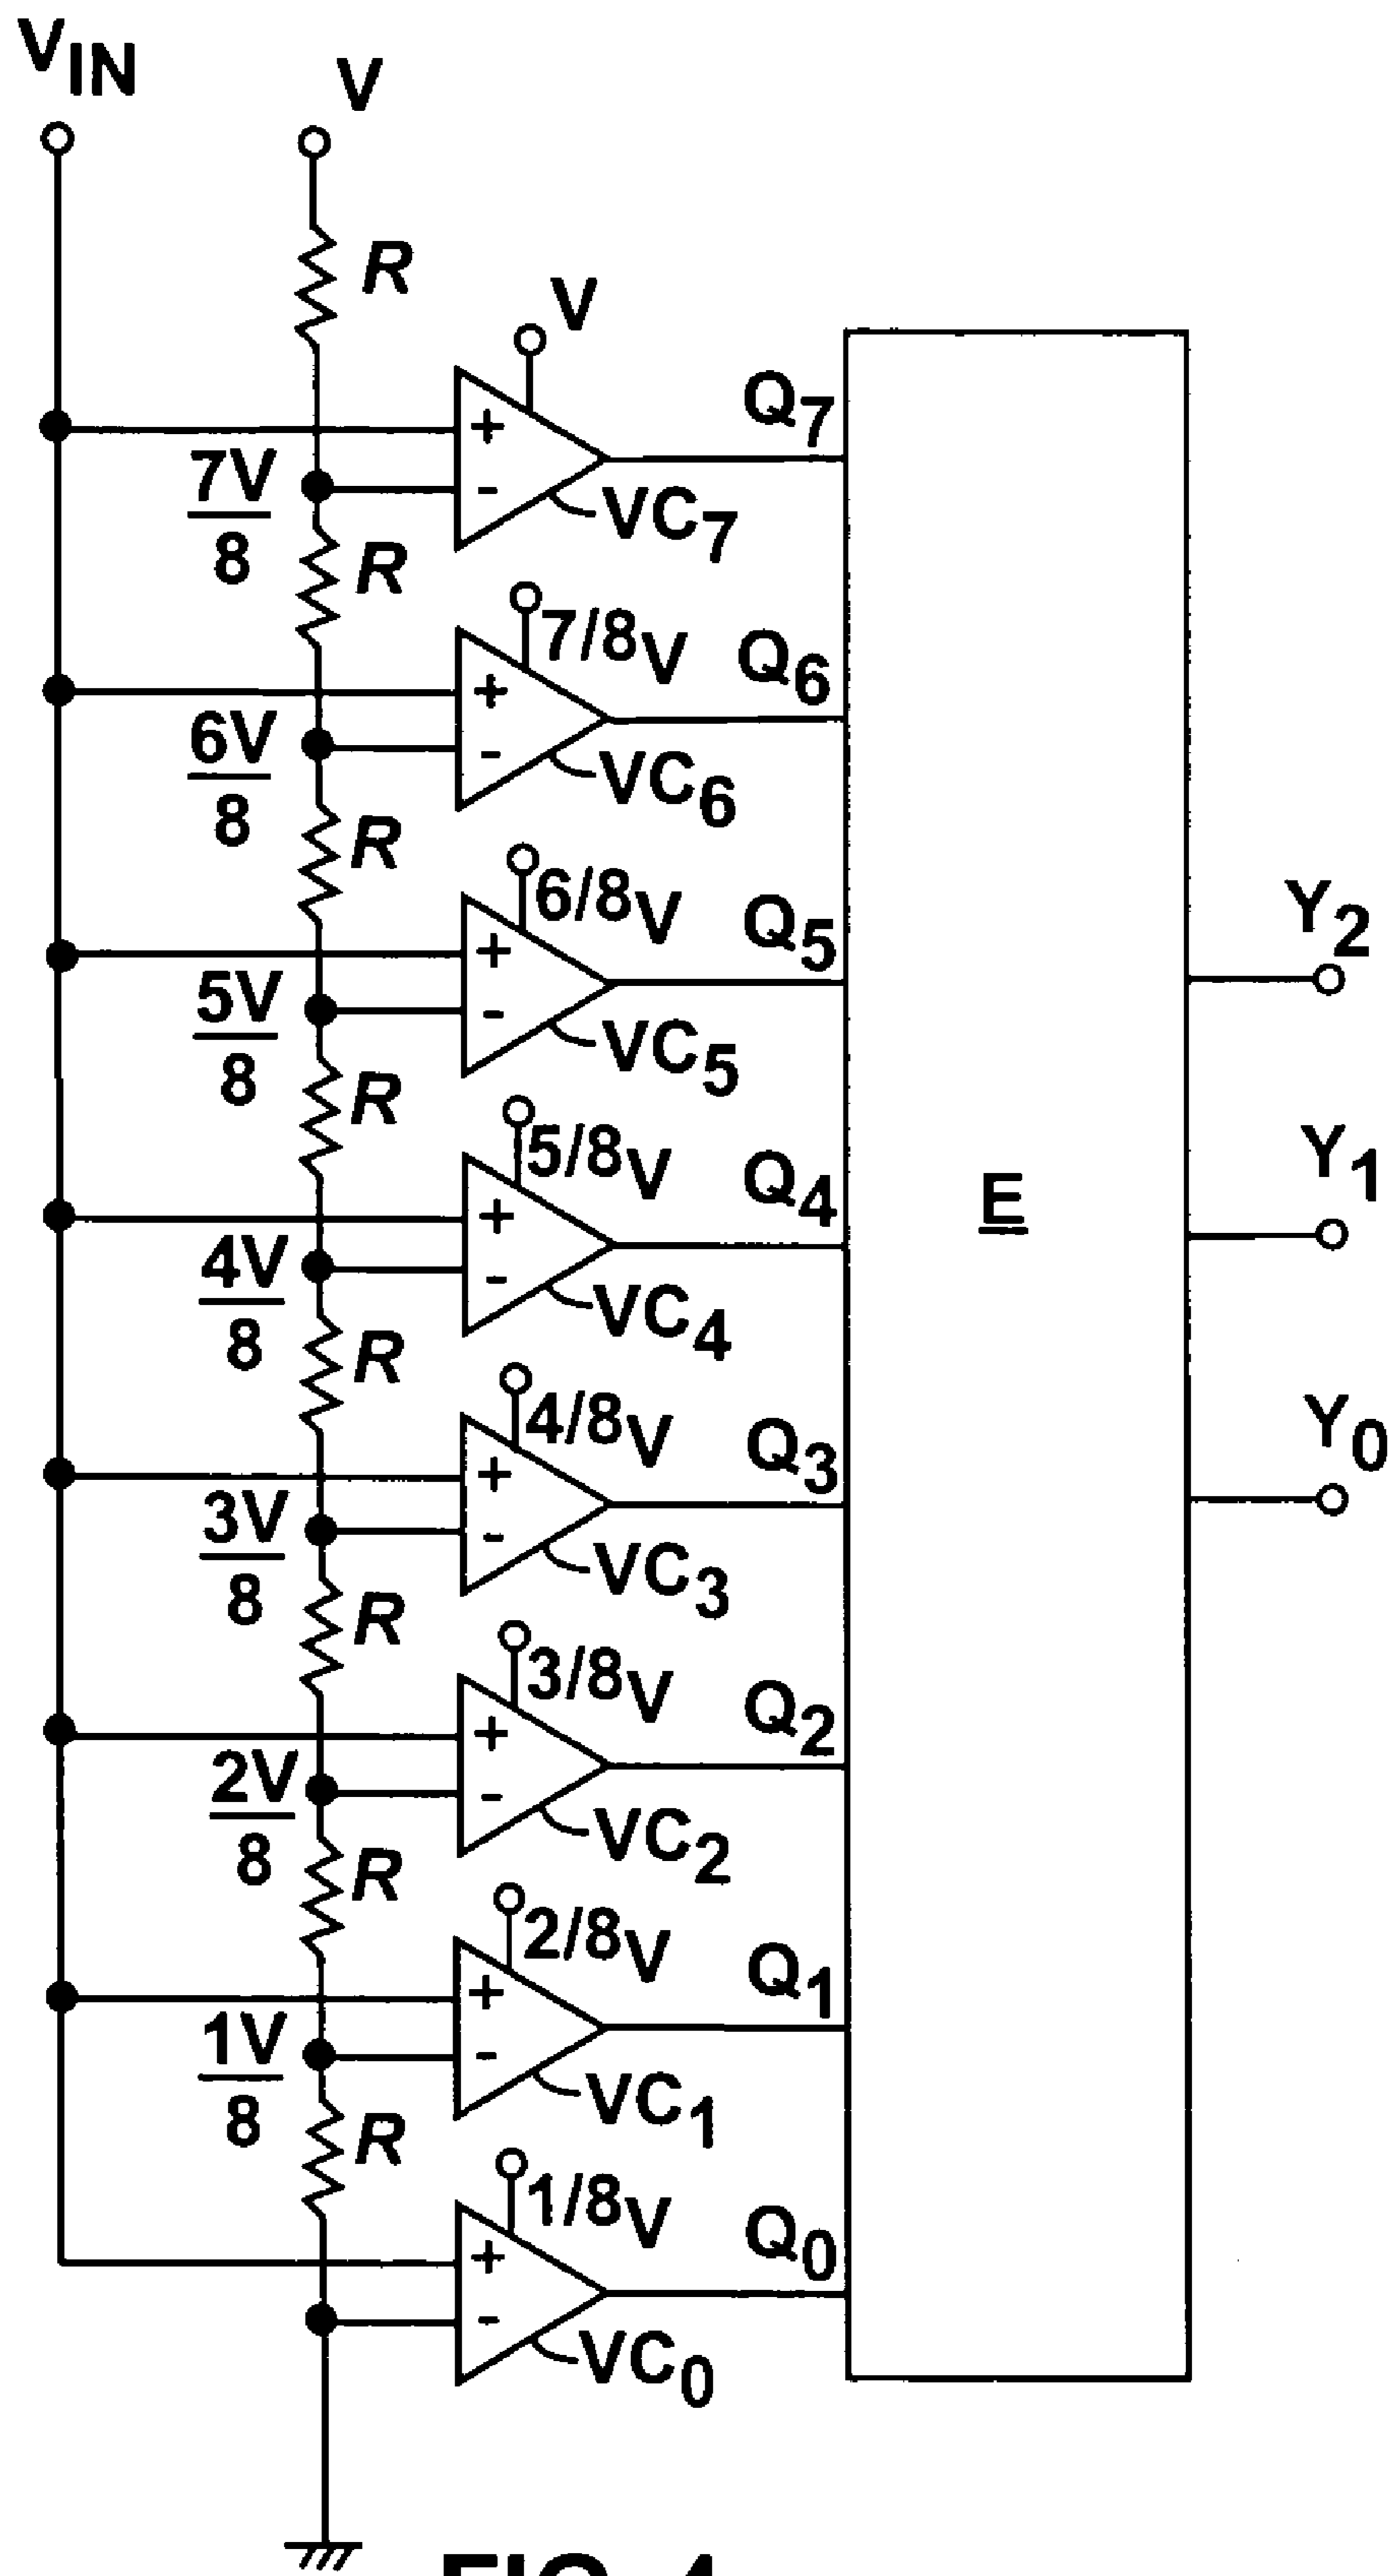 VIN
V
R
V
Q7
+
-
7V
8
VC7
R
7/8V
Q6
+
-
6V
8
VC6
R
6/8V
Q5
+
-
5V
8
VC5
R
5/8V
Q4
+
-
4V
8
VC4
R
4/8V
Q3
+
-
3V
8
VC3
R
3/8V
Q2
+
-
2V
8
VC2
R
2/8V
Q1
+
-
1V
8
VC1
R
1/8V
Q0
+
-
VC0
E
Y2
Y1
Y0